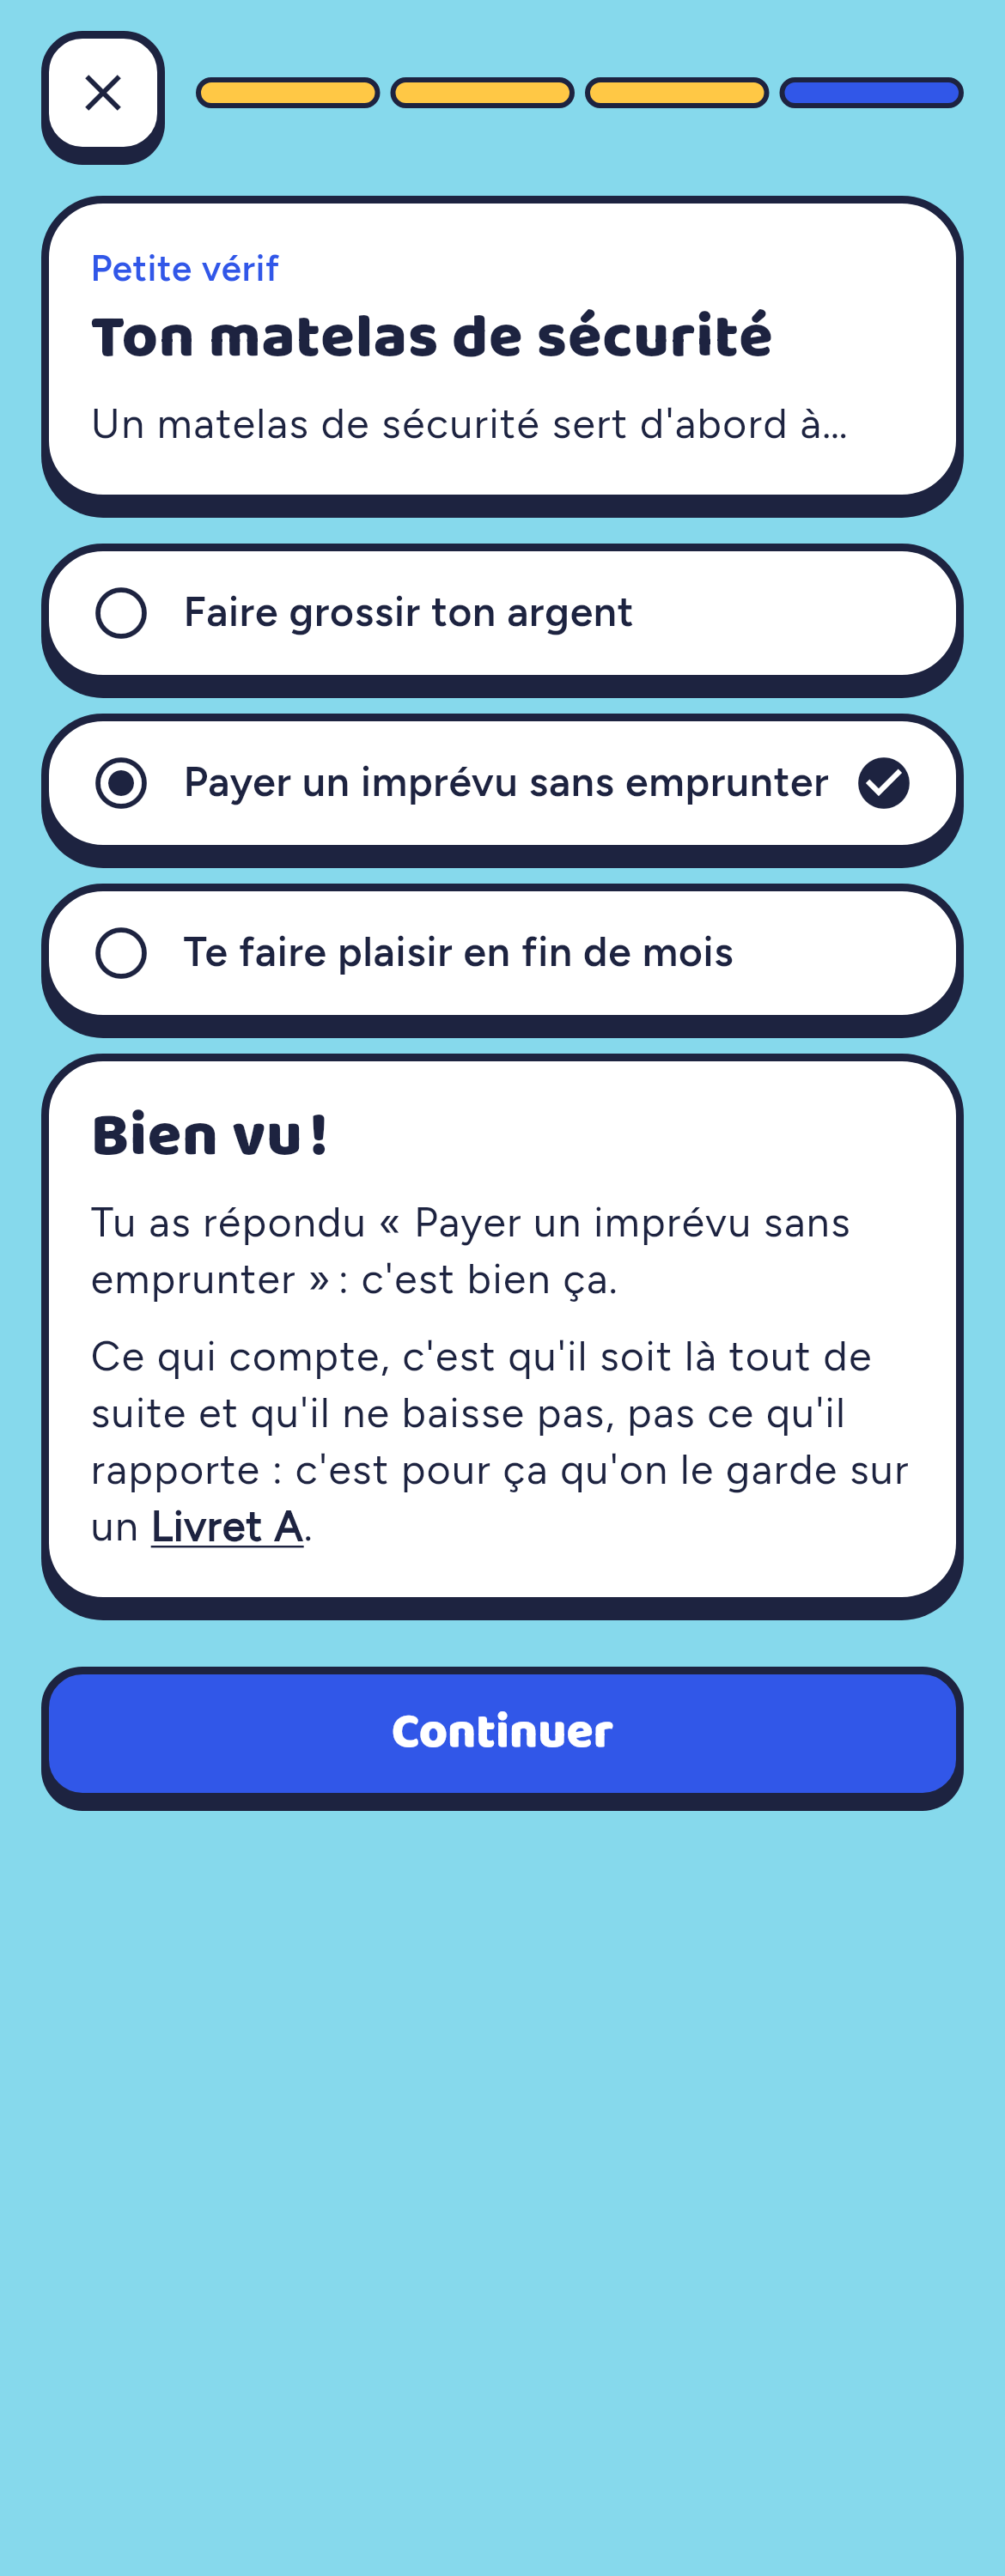 Petite vérif
Ton matelas de sécurité
Un matelas de sécurité sert d'abord à...
Faire grossir ton argent
Payer un imprévu sans emprunter
Te faire plaisir en fin de mois
Bien vu !
Tu as répondu « Payer un imprévu sans
emprunter » : c'est bien ça.
Ce qui compte, c'est qu'il soit là tout de
suite et qu'il ne baisse pas, pas ce qu'il
rapporte : c'est pour ça qu'on le garde sur
un Livret A.
Continuer